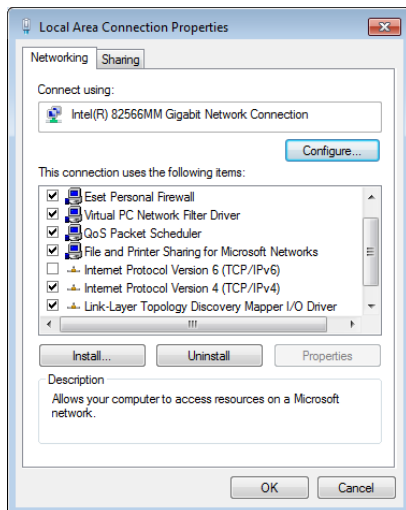 Local Area Connection Properties
Networking
Sharing
Connect using:
Intel(R) 82566MM Gigabit Network Connection
Configure...
This connection uses the following items:
Eset Personal Firewall
Virtual PC Network Filter Driver
QoS Packet Scheduler
File and Printer Sharing for Microsoft Networks
Internet Protocol Version 6 (TCP/IPv6)
Internet Protocol Version 4 (TCP/IPv4)
Link-Layer Topology Discovery Mapper I/O Driver
Install...
Uninstall
Properties
Description
Allows your computer to access resources on a Microsoft
network.
OK
Cancel